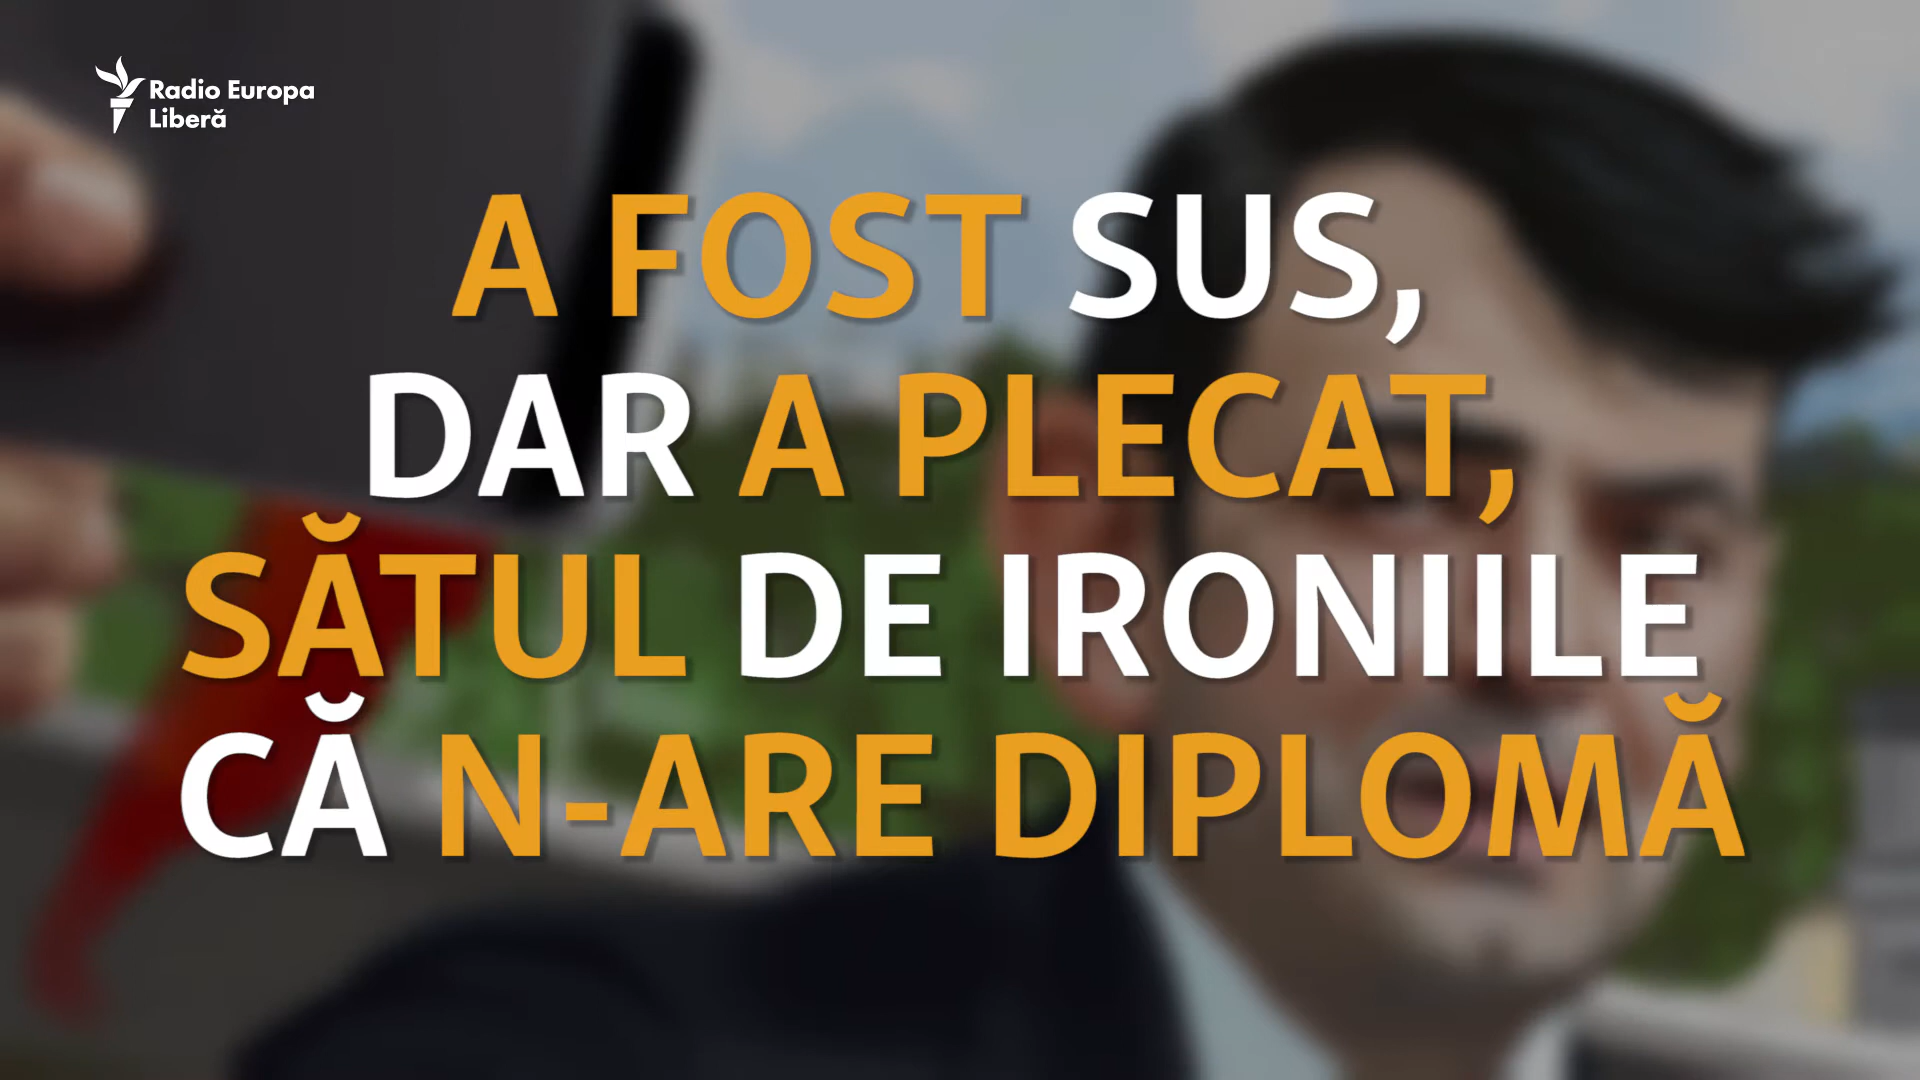 Radio Europa
Liberă
A FOST SUS,
DAR A PLECAT,
SĂTUL DE IRONIILE
CĂ N-ARE DIPLOMĂ